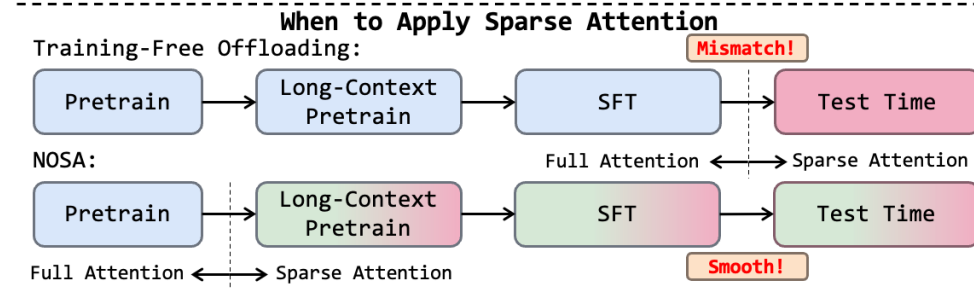 When to Apply Sparse Attention
Training-Free Offloading:
Mismatch!
Pretrain
Long-Context
Pretrain
SFT
Test Time
NOSA:
Full Attention
Sparse Attention
Pretrain
Long-Context
Pretrain
SFT
Test Time
Full Attention
Sparse Attention
Smooth!